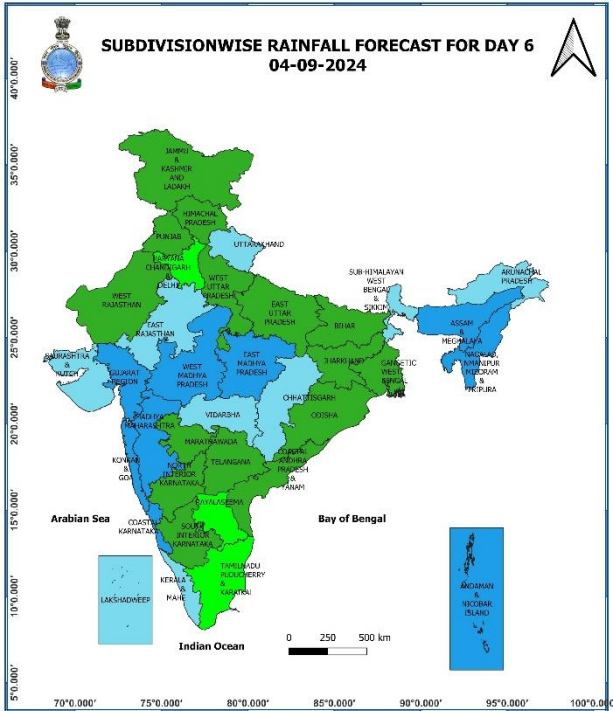 SUBDIVISIONWISE RAINFALL FORECAST FOR DAY 6
04-09-2024
40°0.000'
35°0.000'
30°0.000'
25°0.000'
20°0.000'
15°0.000'
10°0.000'
5°0.000'
JAMMU
&
KASHMIR
AND
LADAKH
HIMACHAL
PRADESH
PUNJAB
UTTARAKHAND
HARYANA
CHANDIGARH
&
DELHI
WEST
UTTAR
PRADESH
WEST
RAJASTHAN
EAST
RAJASTHAN
EAST
UTTAR
PRADESH
BIHAR
SUB-HIMALAYAN
WEST
BENGAL
&
SIKKIM
ARUNACHAL
PRADESH
ASSAM
&
MEGHALAYA
NAGALAD,
NMANIPUR
MIZORAM
&
TRIPURA
SAURASHTRA
&
KUTCH
GUJARAT
REGION
WEST
MADHYA
PRADESH
EAST
MADHYA
PRADESH
JHARKHAND
GANGETIC
WEST
BENGAL
CHHATTISGARH
ODISHA
VIDARBHA
MADHYA
MAHARASHTRA
MARATHAWADA
KONKAN
&
GOA
TELANGANA
COASTAL
ANDHRA
PRADESH
&
YANAM
NORTH
INTERIOR
KARNATAKA
RAYALASEEMA
COASTAL
KARNATAKA
SOUTH
INTERIOR
KARNATAKA
TAMILNADU
PUDUCHERRY
&
KARAIKAL
KERALA
&
MAHE
LAKSHADWEEP
ANDAMAN
&
NICOBAR
ISLAND
Arabian Sea
Bay of Bengal
Indian Ocean
0 250 500 km
70°0.000' 75°0.000' 80°0.000' 85°0.000' 90°0.000' 95°0.000' 100°0.000'